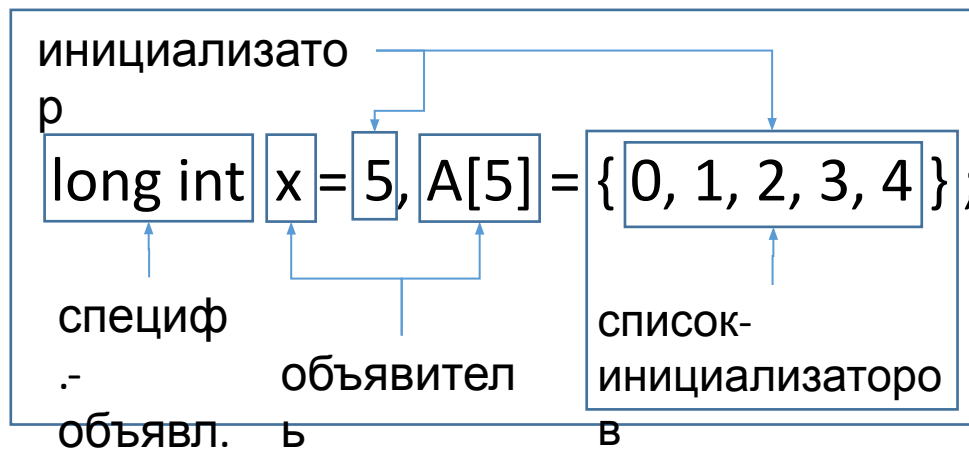 инициализато
р
long int x = 5, A[5] = { 0, 1, 2, 3, 4 } ;
специф
.-
объявл.
объявител
ь
список-
инициализаторо
в